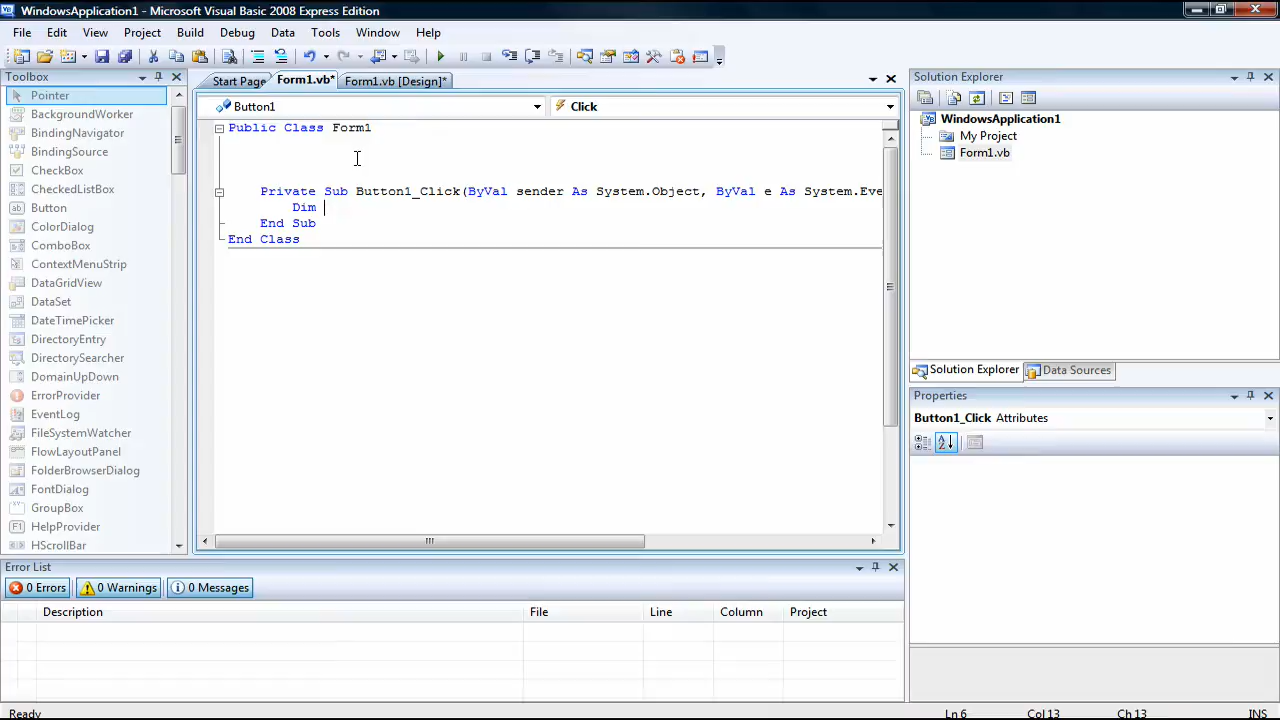 WindowsApplication1 - Microsoft Visual Basic 2008 Express Edition
File Edit View Project Build Debug Data Tools Window Help
Toolbox
Pointer
BackgroundWorker
BindingNavigator
BindingSource
CheckBox
CheckedListBox
Button
ColorDialog
ComboBox
ContextMenuStrip
DataGridView
DataSet
DateTimePicker
DirectoryEntry
DirectorySearcher
DomainUpDown
ErrorProvider
EventLog
FileSystemWatcher
FlowLayoutPanel
FolderBrowserDialog
FontDialog
GroupBox
HelpProvider
HScrollBar
Start Page Form1.vb* Form1.vb [Design]*
Button1 Click
Public Class Form1
Private Sub Button1_Click(ByVal sender As System.Object, ByVal e As System.Eve
Dim
End Sub
End Class
Solution Explorer
WindowsApplication1
My Project
Form1.vb
Solution Explorer Data Sources
Properties
Button1_Click Attributes
Error List
0 Errors 0 Warnings 0 Messages
Description File Line Column Project
Ready Ln 6 Col 13 Ch 13 INS